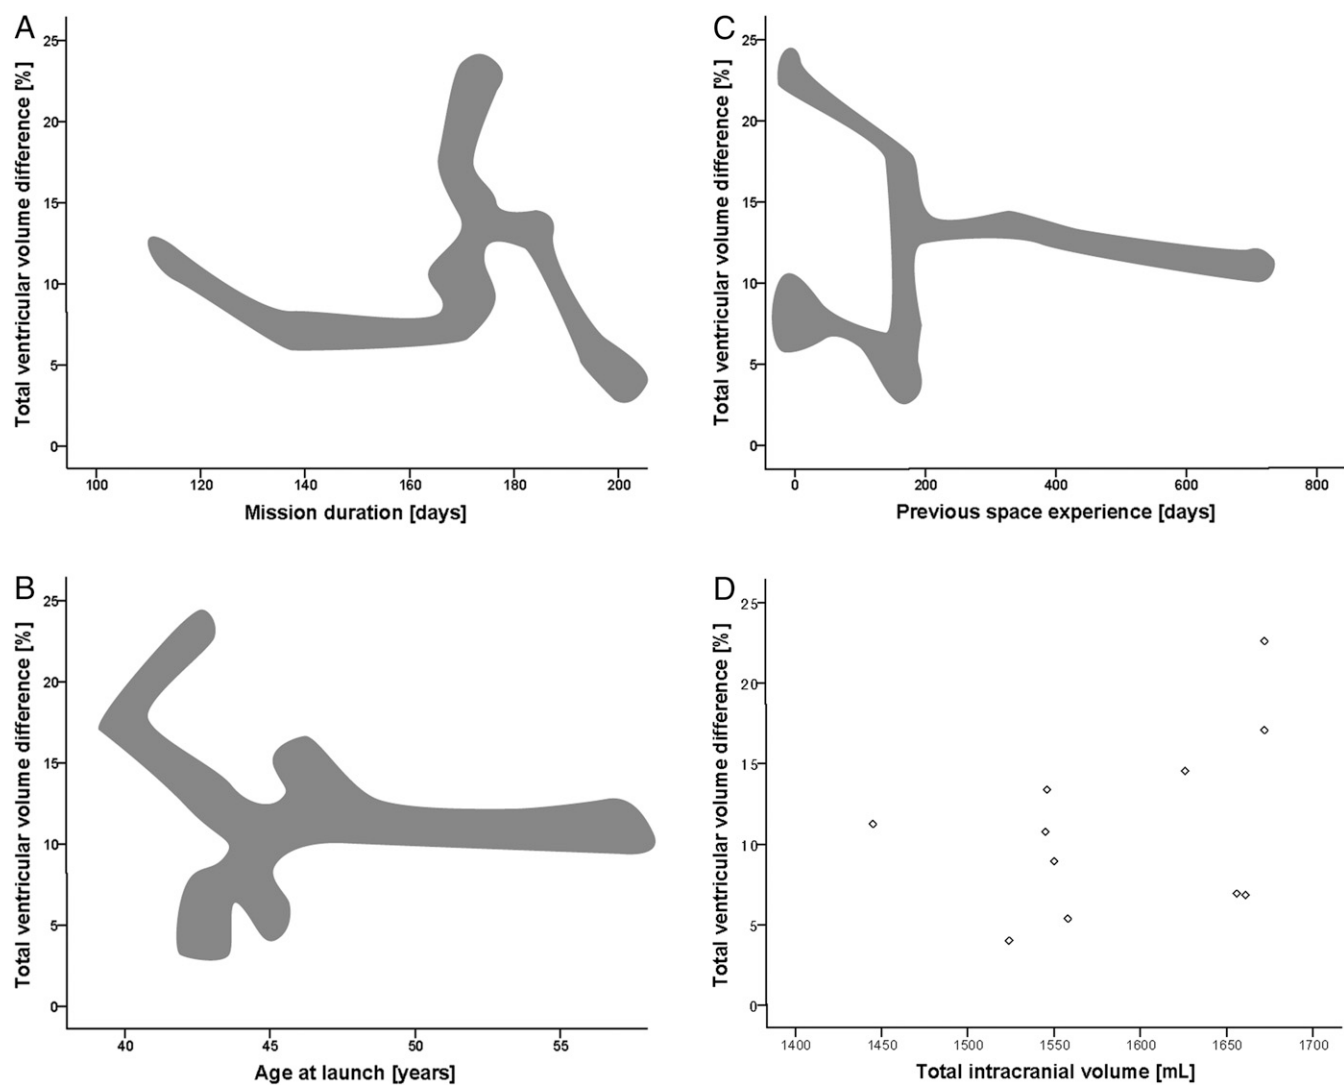 A
Total ventricular volume difference [%]
25
20
15
10
5
0
100 120 140 160 180 200
Mission duration [days]
C
Total ventricular volume difference [%]
25
20
15
10
5
0
0 200 400 600 800
Previous space experience [days]
B
Total ventricular volume difference [%]
25
20
15
10
5
0
40 45 50 55
Age at launch [years]
D
Total ventricular volume difference [%]
25
20
15
10
5
0
1400 1450 1500 1550 1600 1650 1700
Total intracranial volume [mL]